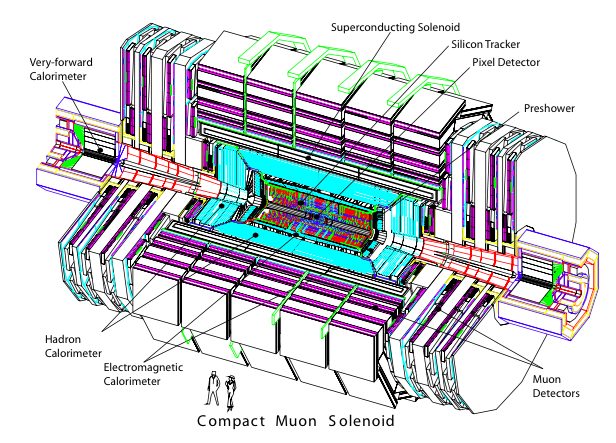 Superconducting Solenoid
Silicon Tracker
Pixel Detector
Very-forward
Calorimeter
Preshower
Hadron
Calorimeter
Electromagnetic
Calorimeter
Muon
Detectors
Compact Muon Solenoid